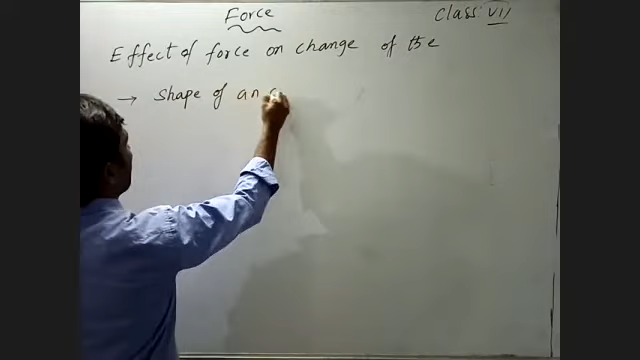 Force
Class: VII
Effect of force on change of the
→ Shape of an